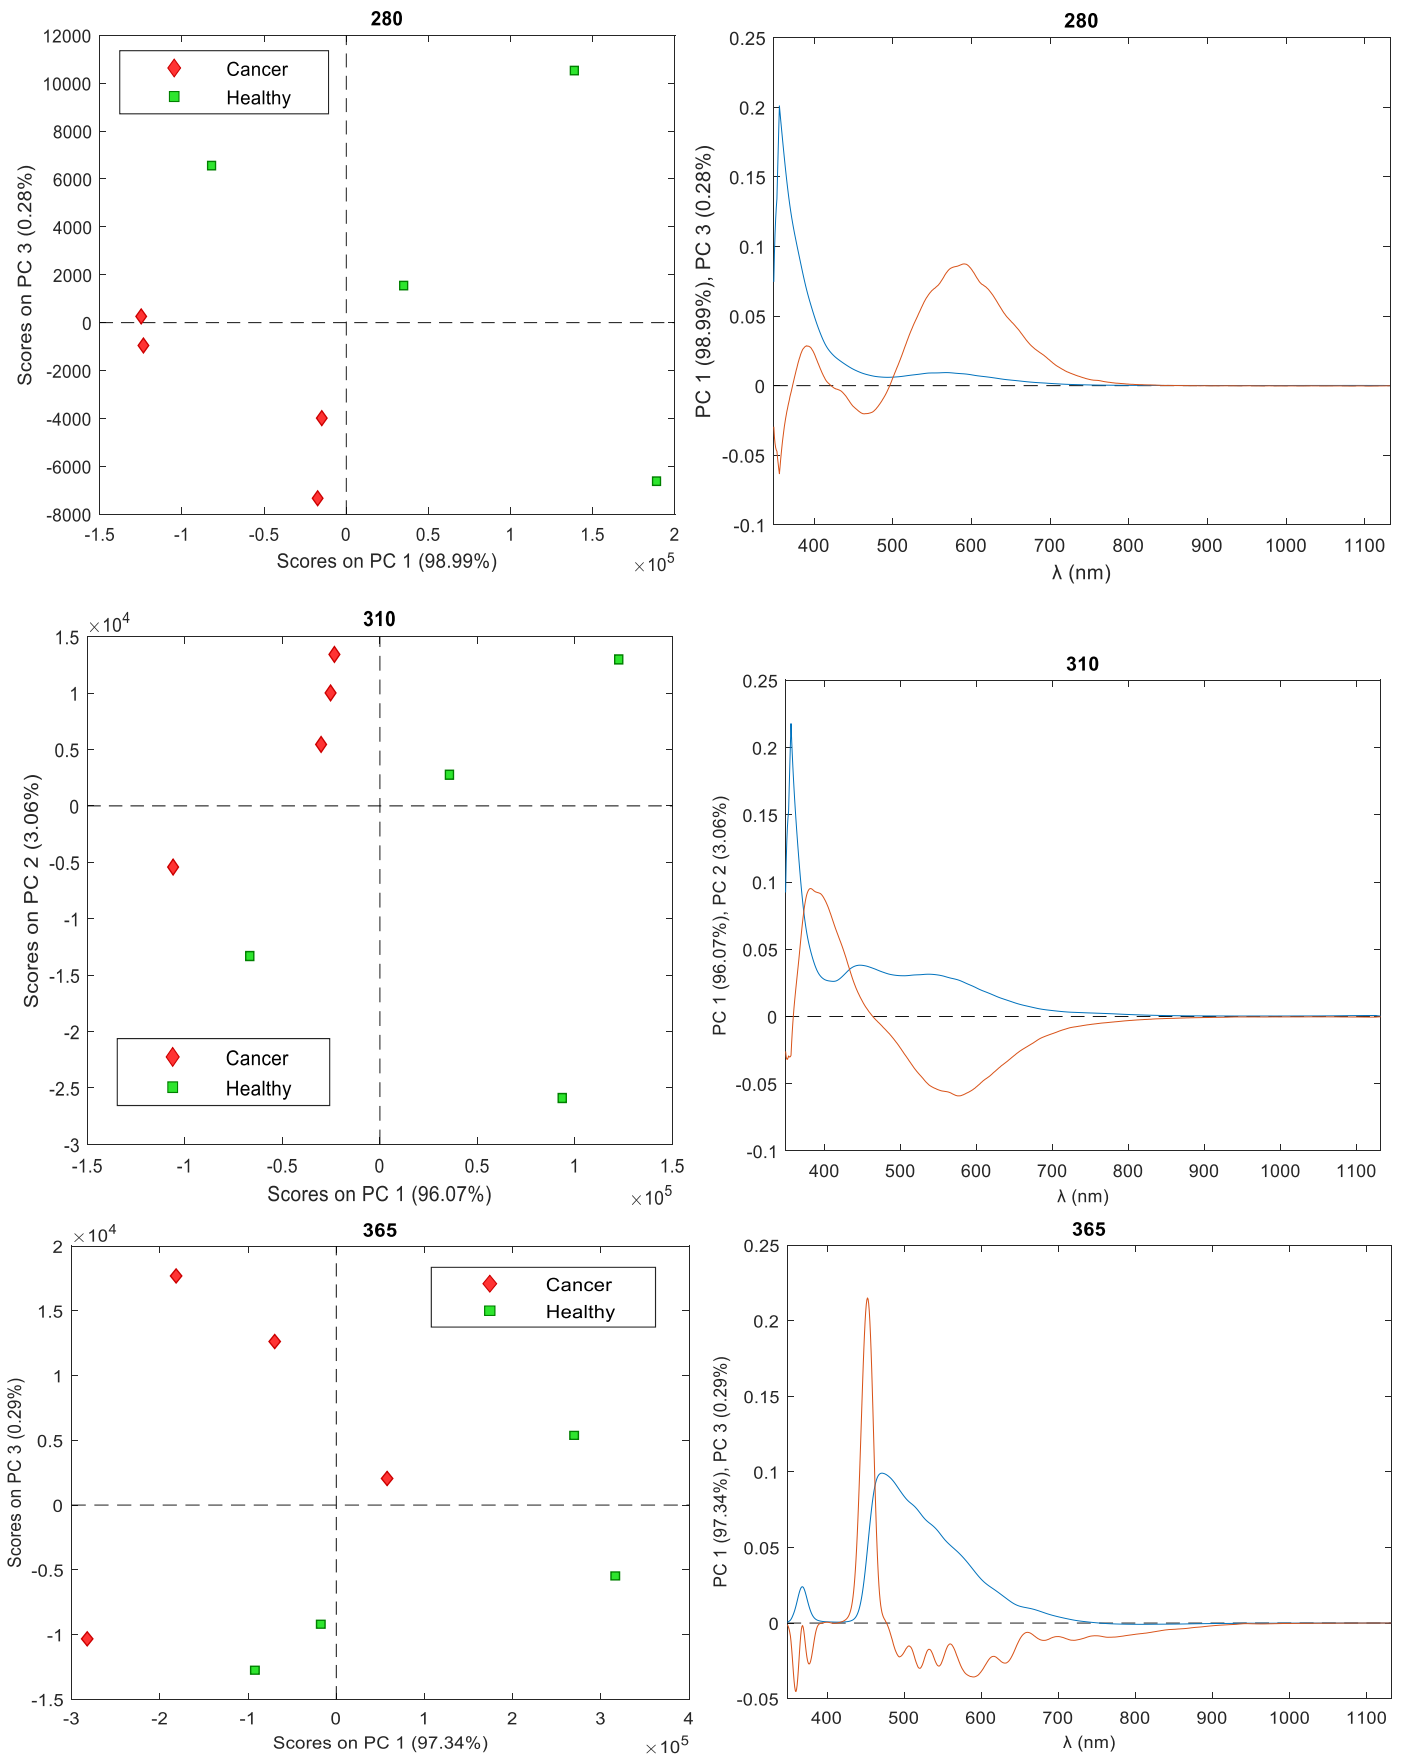 280
12000
10000
8000
6000
4000
2000
0
-2000
-4000
-6000
-8000
Cancer
Healthy
Scores on PC 3 (0.28%)
-1.5 -1 -0.5 0 0.5 1 1.5 2
Scores on PC 1 (98.99%)
×10⁵
280
0.25
0.2
0.15
0.1
0.05
0
-0.05
-0.1
PC 1 (98.99%), PC 3 (0.28%)
400 500 600 700 800 900 1000 1100
λ (nm)
310
×10⁴
1.5
1
0.5
0
-0.5
-1
-1.5
-2
-2.5
-3
Cancer
Healthy
Scores on PC 2 (3.06%)
-1.5 -1 -0.5 0 0.5 1 1.5
Scores on PC 1 (96.07%)
×10⁵
310
0.25
0.2
0.15
0.1
0.05
0
-0.05
-0.1
PC 1 (96.07%), PC 2 (3.06%)
400 500 600 700 800 900 1000 1100
λ (nm)
365
×10⁴
2
1.5
1
0.5
0
-0.5
-1
-1.5
Cancer
Healthy
Scores on PC 3 (0.29%)
-3 -2 -1 0 1 2 3 4
Scores on PC 1 (97.34%)
×10⁵
365
0.25
0.2
0.15
0.1
0.05
0
-0.05
PC 1 (97.34%), PC 3 (0.29%)
400 500 600 700 800 900 1000 1100
λ (nm)